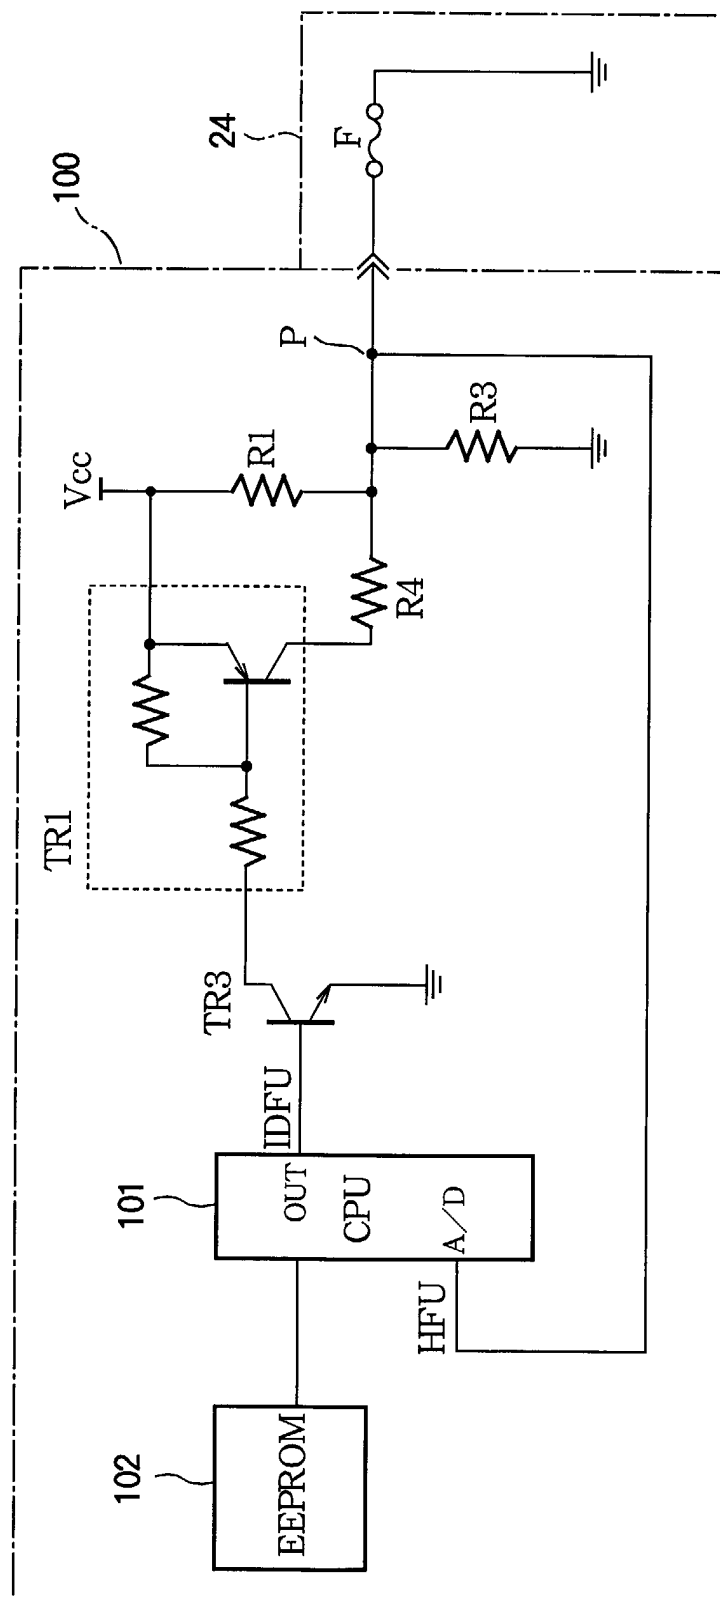 100
24
F
P
Vcc
R1
R3
R4
TR1
TR3
IDFU
101
OUT
CPU
A/D
HFU
102
EEPROM